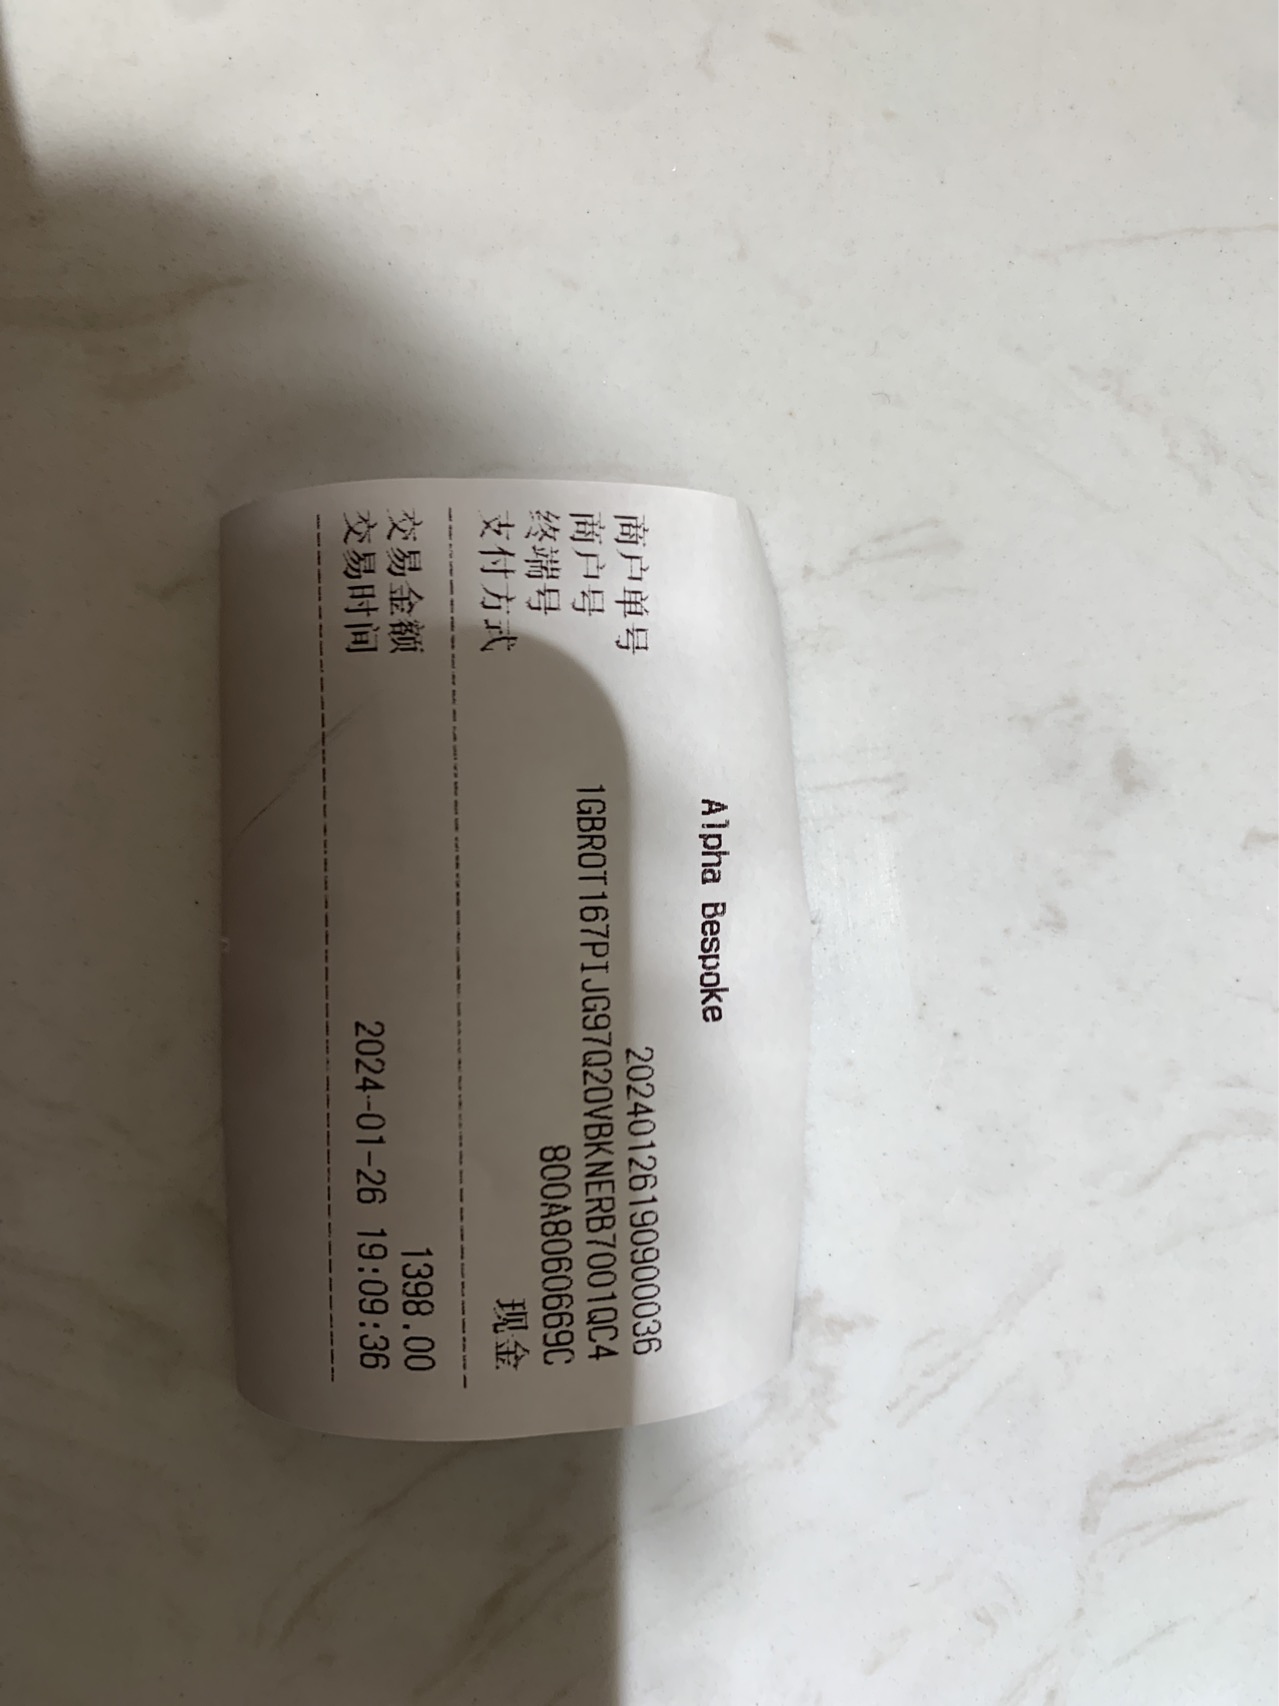 Alpha Bespoke
商户单号 20240126190900036
商户号 1GBROT167PIJG97Q20VBKNERB7001QC4
终端号 800A8060669C
支付方式 现金
交易金额 1398.00
交易时间 2024-01-26 19:09:36